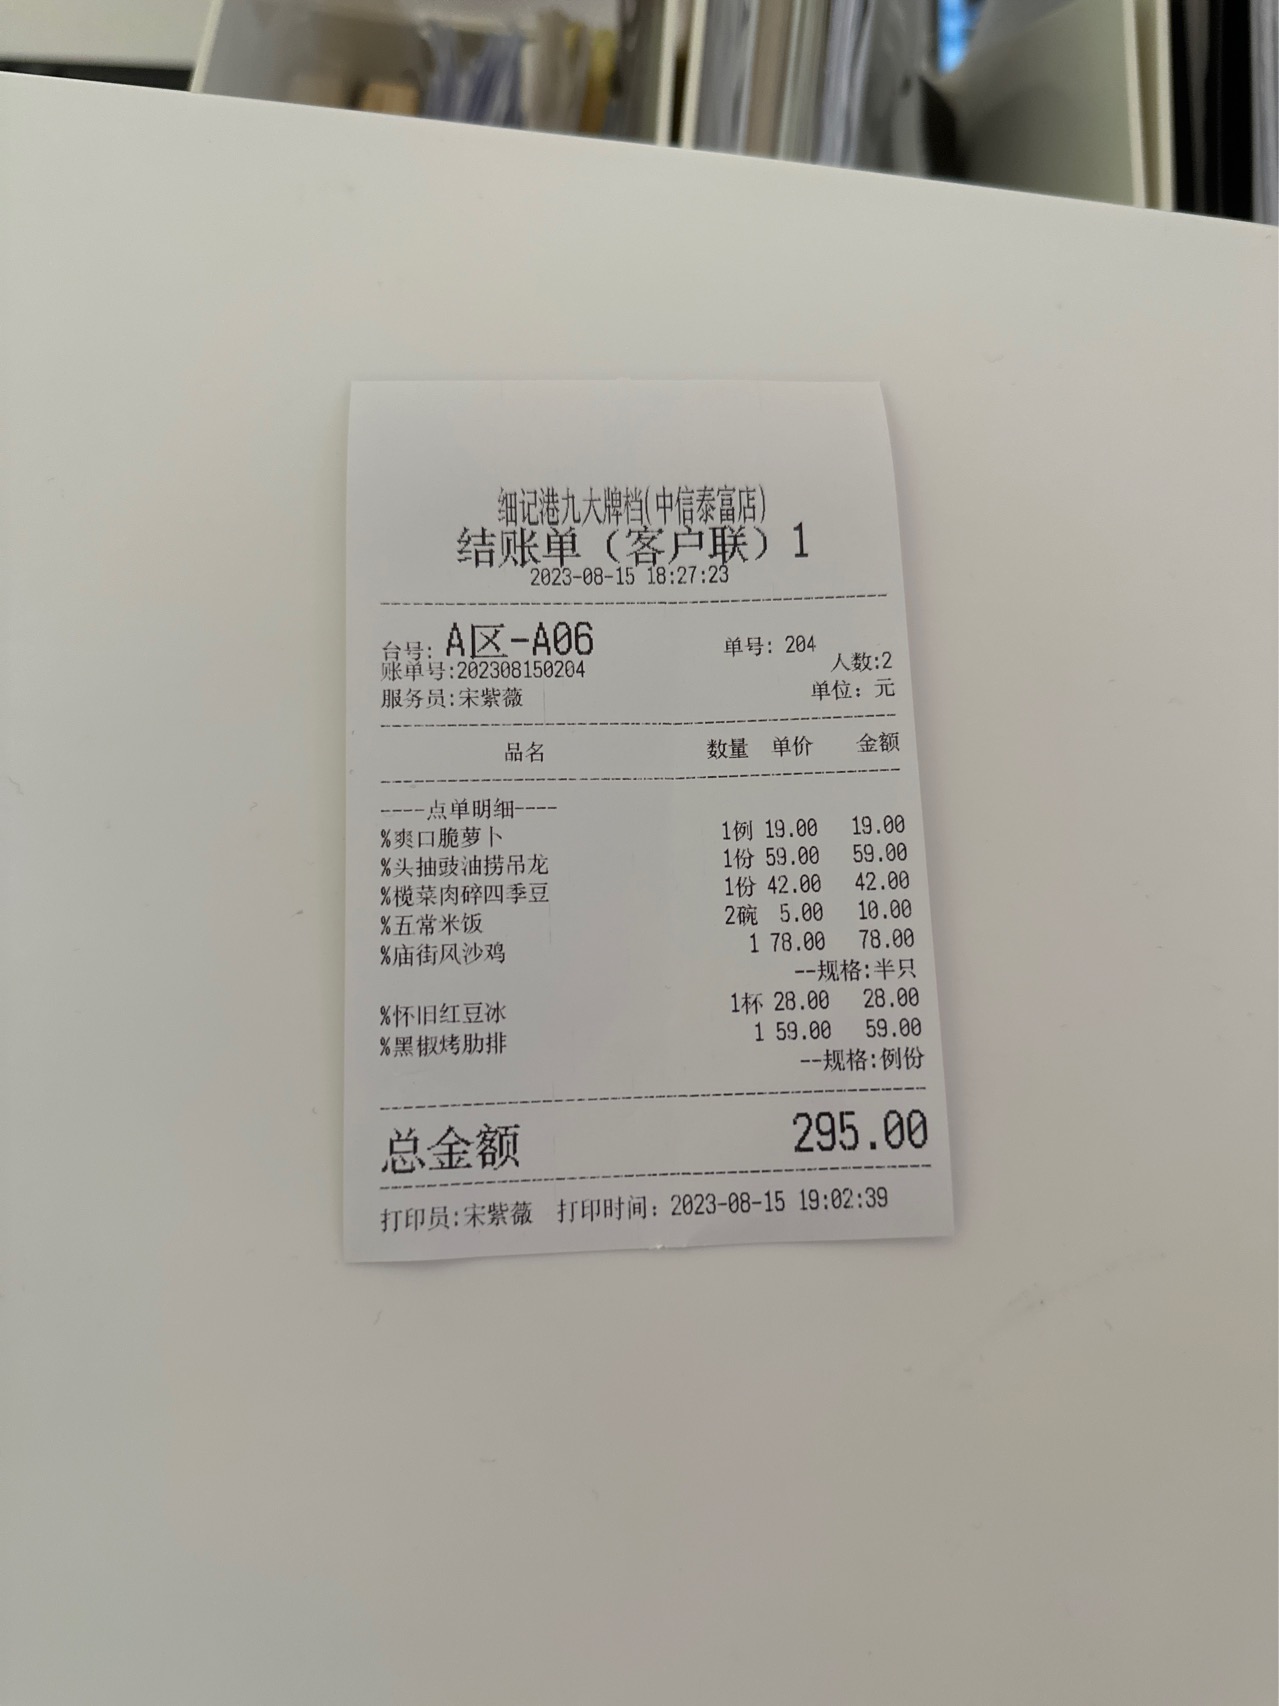 细记港九大牌档(中信泰富店)
结账单（客户联）1
2023-08-15 18:27:23
台号: A区-A06 单号: 204
账单号:202308150204 人数:2
服务员:宋紫薇 单位: 元
品名 数量 单价 金额
----点单明细----
%爽口脆萝卜 1例 19.00 19.00
%头抽豉油捞吊龙 1份 59.00 59.00
%榄菜肉碎四季豆 1份 42.00 42.00
%五常米饭 2碗 5.00 10.00
%庙街风沙鸡 1 78.00 78.00
--规格:半只
%怀旧红豆冰 1杯 28.00 28.00
%黑椒烤肋排 1 59.00 59.00
--规格:例份
总金额 295.00
打印员:宋紫薇 打印时间: 2023-08-15 19:02:39